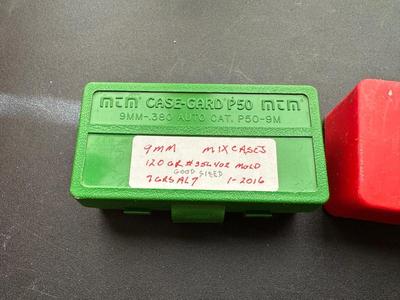 MTM® CASE-GARD® P50 MTM®
9MM-.380 AUTO CAT. P50-9M
9MM MIX CASES
120 GR #356402 MOLD
GOOD SIZED
7 GRS AL7 1-2016